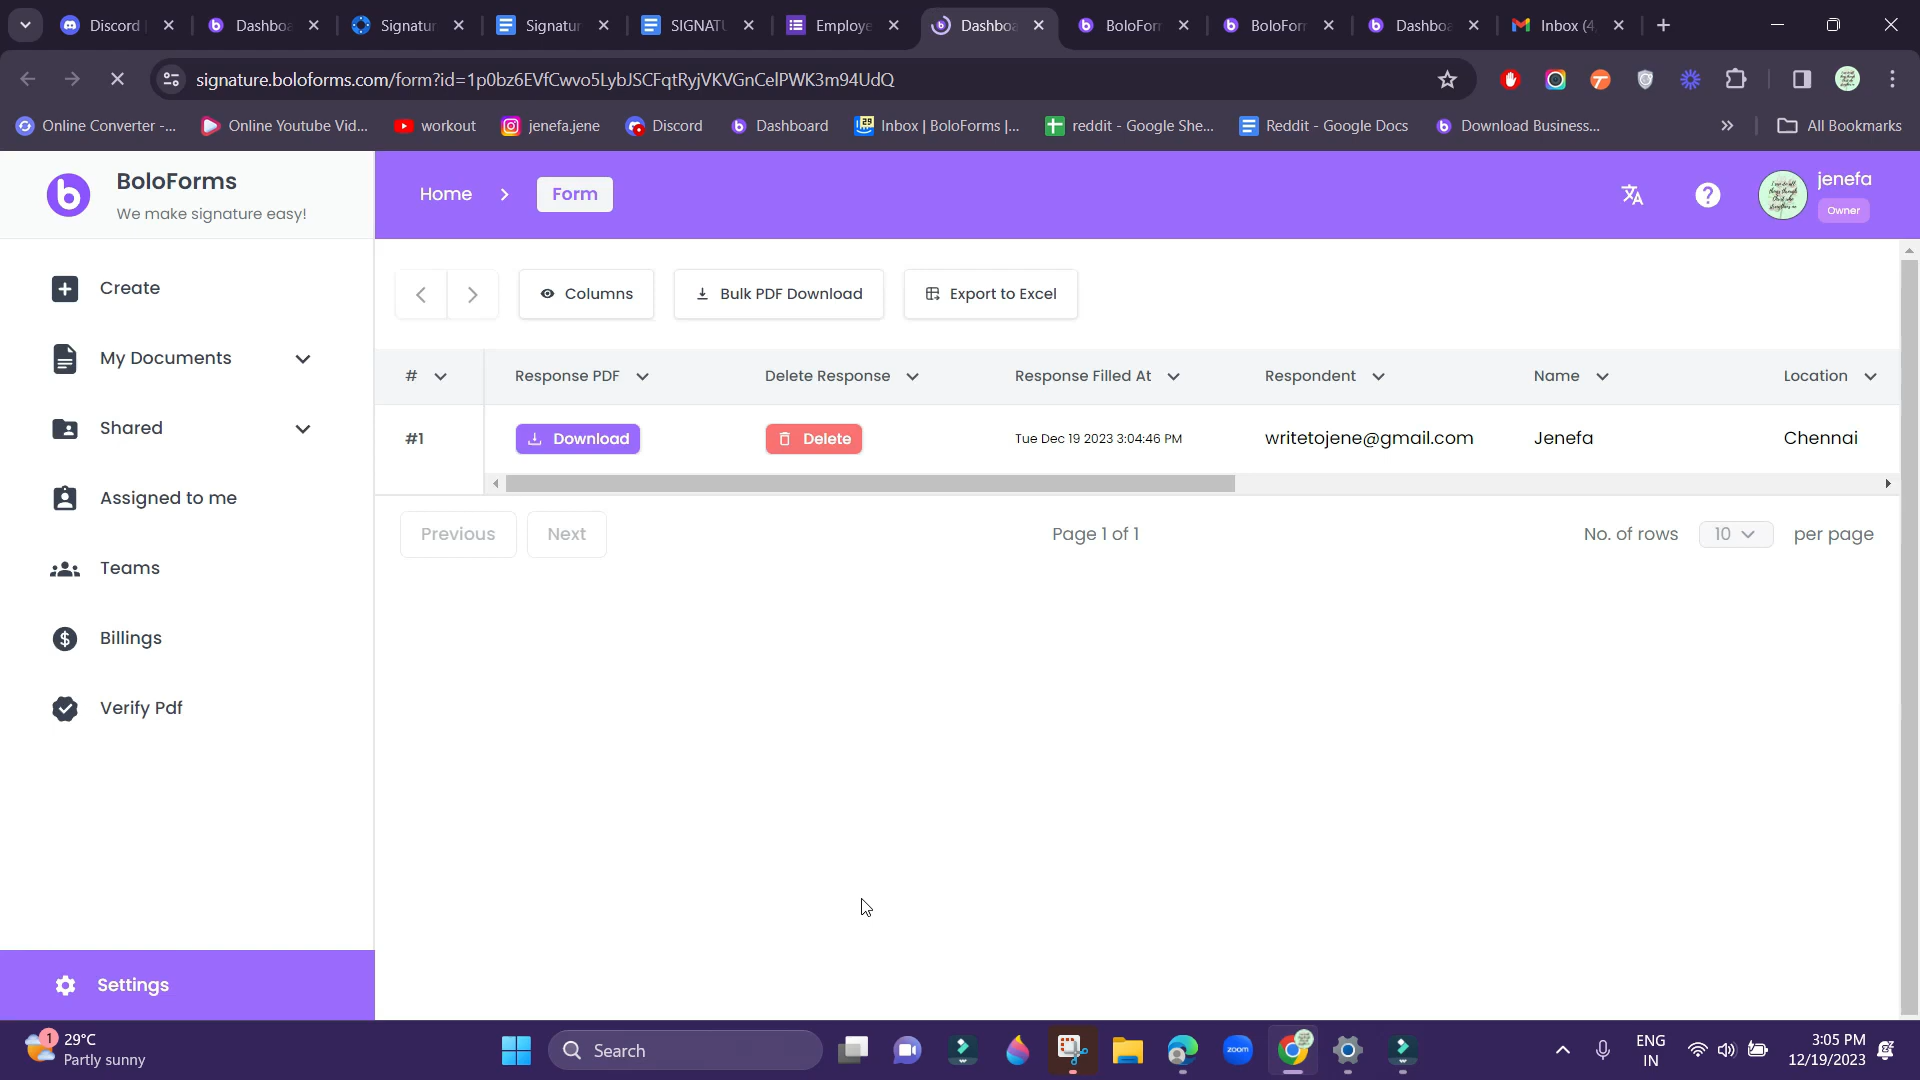 Discord
Dashboa
Signatur
Signatur
SIGNATU
Employe
Dashboa
BoloForm
BoloForm
Dashboa
Inbox (4,
signature.boloforms.com/form?id=1p0bz6EVfCwvo5LybJSCFqtRyjVKVGnCelPWK3m94UdQ
Online Converter -...
Online Youtube Vid...
workout
jenefa.jene
Discord
Dashboard
Inbox | BoloForms |...
reddit - Google She...
Reddit - Google Docs
Download Business...
All Bookmarks
BoloForms
We make signature easy!
Home
Form
jenefa
Owner
Create
My Documents
Shared
Assigned to me
Teams
Billings
Verify Pdf
Settings
Columns
Bulk PDF Download
Export to Excel
# Response PDF Delete Response Response Filled At Respondent Name Location
#1 Download Delete Tue Dec 19 2023 3:04:46 PM writetojene@gmail.com Jenefa Chennai
Previous Next Page 1 of 1 No. of rows 10 per page
1
29°C
Partly sunny
Search
zoom
ENG
IN
3:05 PM
12/19/2023